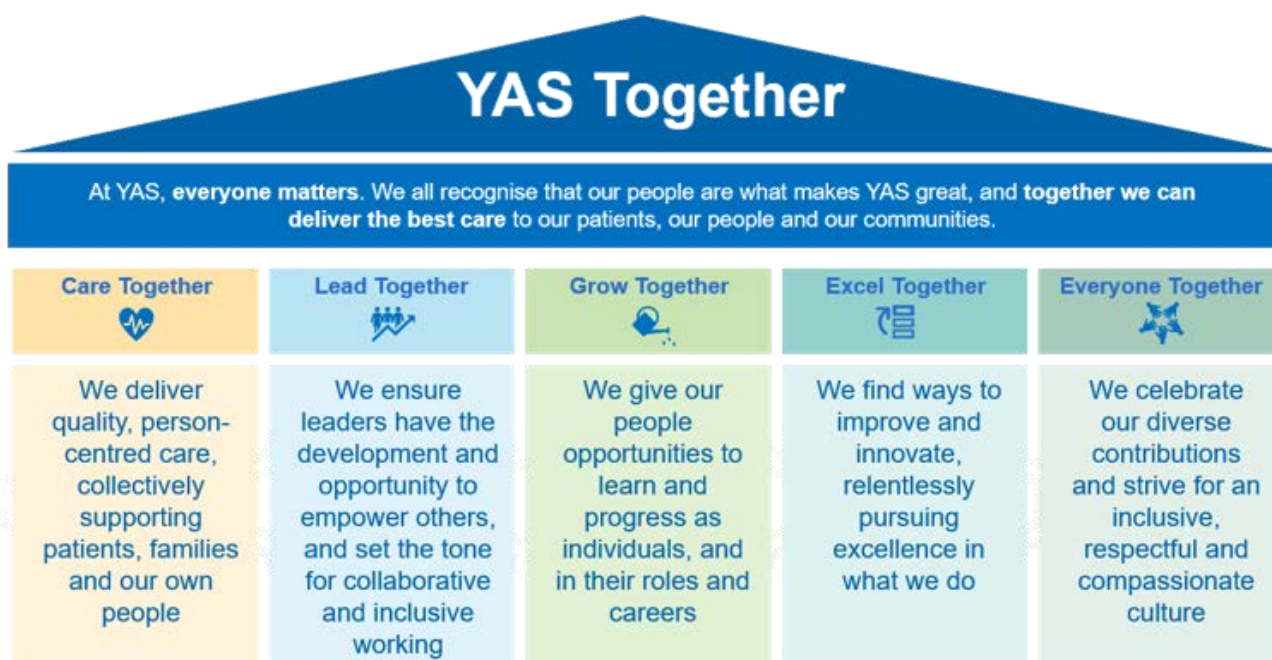 YAS Together
At YAS, everyone matters. We all recognise that our people are what makes YAS great, and together we can
deliver the best care to our patients, our people and our communities.
Care Together
We deliver
quality, person-
centred care,
collectively
supporting
patients, families
and our own
people
Lead Together
We ensure
leaders have the
development and
opportunity to
empower others,
and set the tone
for collaborative
and inclusive
working
Grow Together
We give our
people
opportunities to
learn and
progress as
individuals, and
in their roles and
careers
Excel Together
We find ways to
improve and
innovate,
relentlessly
pursuing
excellence in
what we do
Everyone Together
We celebrate
our diverse
contributions
and strive for an
inclusive,
respectful and
compassionate
culture